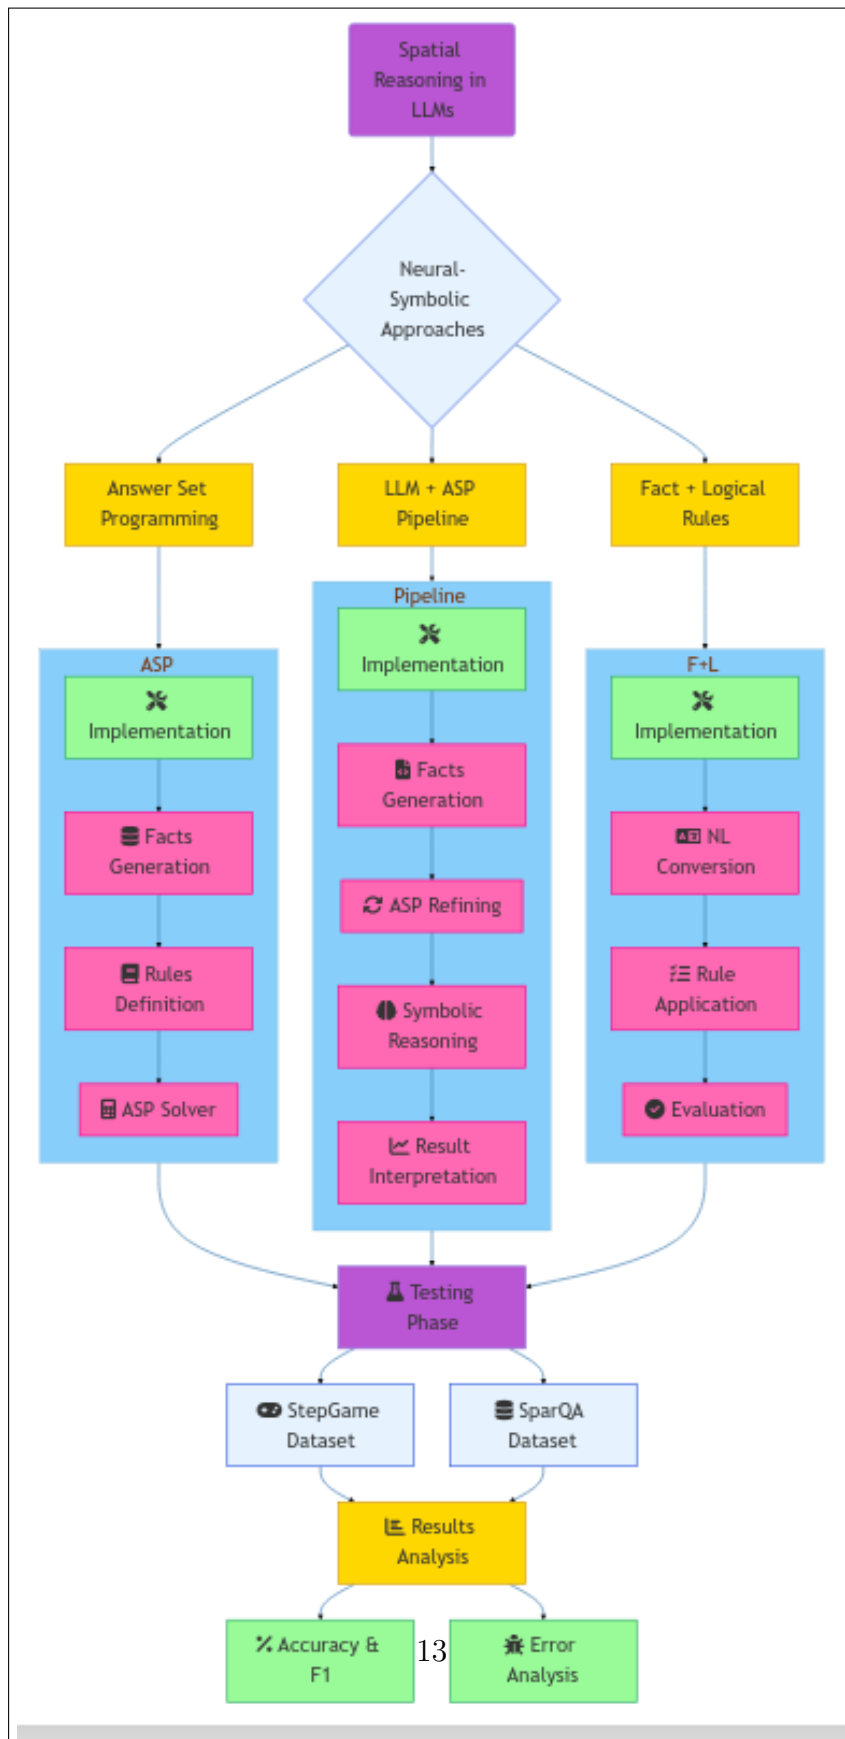 Spatial
Reasoning in
LLMs
Neural-
Symbolic
Approaches
Answer Set
Programming
LLM + ASP
Pipeline
Fact + Logical
Rules
ASP
Implementation
Facts
Generation
Rules
Definition
ASP Solver
Pipeline
Implementation
Facts
Generation
ASP Refining
Symbolic
Reasoning
Result
Interpretation
F+L
Implementation
NL
Conversion
Rule
Application
Evaluation
Testing
Phase
StepGame
Dataset
SparQA
Dataset
Results
Analysis
Accuracy &
F1
13
Error
Analysis